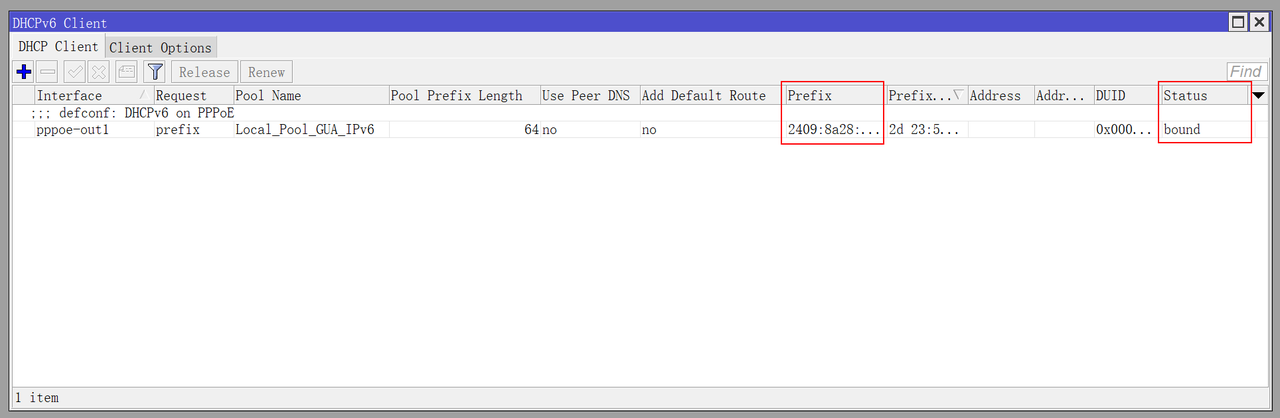 DHCPv6 Client
DHCP Client Client Options
Release Renew Find
Interface Request Pool Name Pool Prefix Length Use Peer DNS Add Default Route Prefix Prefix... Address Addr... DUID Status
;;; defconf: DHCPv6 on PPPoE
pppoe-out1 prefix Local_Pool_GUA_IPv6 64 no no 2409:8a28:... 2d 23:5... 0x000... bound
1 item